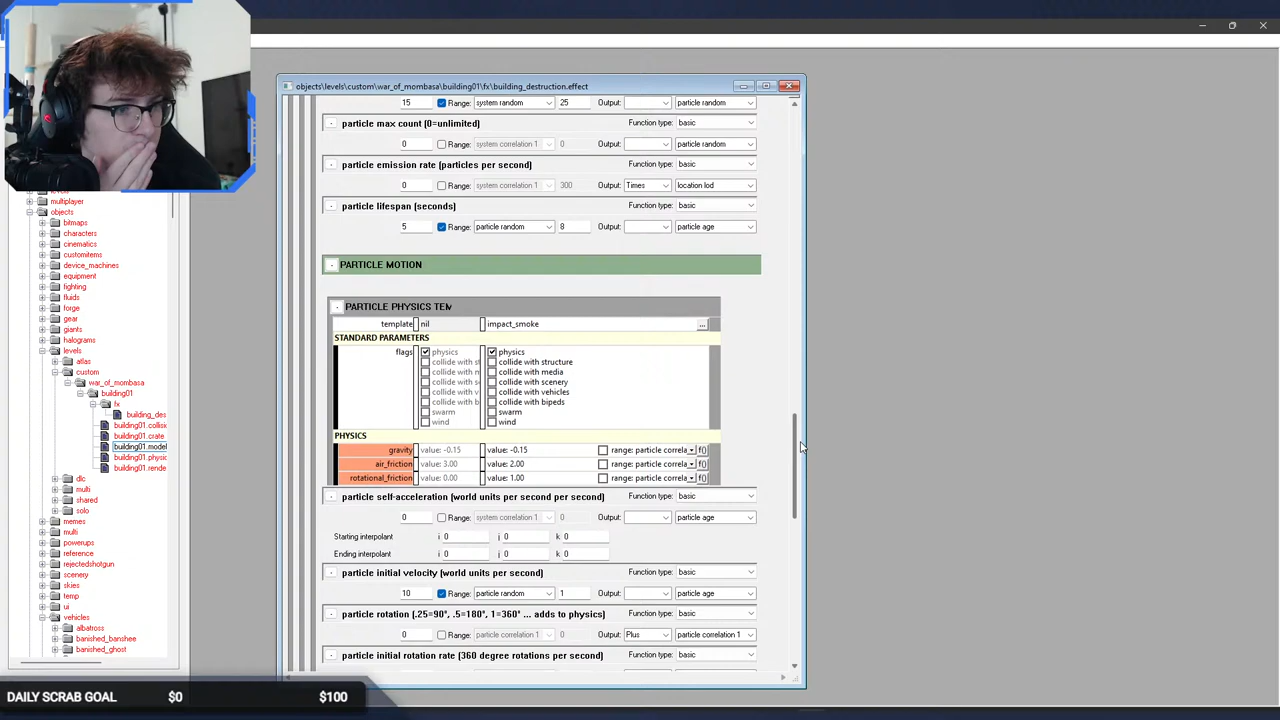 objects\levels\custom\war_of_mombasa\building01\fx\building_destruction.effect
15 Range: system random 25 Output: particle random
particle max count (0=unlimited) Function type: basic
0 Range: system correlation 1 0 Output: particle random
particle emission rate (particles per second) Function type: basic
0 Range: system correlation 1 300 Output: Times location lod
particle lifespan (seconds) Function type: basic
5 Range: particle random 8 Output: particle age
PARTICLE MOTION
PARTICLE PHYSICS TEM
template nil impact_smoke ...
STANDARD PARAMETERS
flags physics physics
collide with st collide with structure
collide with m collide with media
collide with s collide with scenery
collide with v collide with vehicles
collide with b collide with bipeds
swarm swarm
wind wind
PHYSICS
gravity value: -0.15 value: -0.15 range: particle correla f()
air_friction value: 3.00 value: 2.00 range: particle correla f()
rotational_friction value: 0.00 value: 1.00 range: particle correla f()
particle self-acceleration (world units per second per second) Function type: basic
0 Range: system correlation 1 0 Output: particle age
Starting interpolant i 0 j 0 k 0
Ending interpolant i 0 j 0 k 0
particle initial velocity (world units per second) Function type: basic
10 Range: particle random 1 Output: particle age
particle rotation (.25=90°, .5=180°, 1=360° ... adds to physics) Function type: basic
0 Range: particle correlation 1 0 Output: Plus particle correlation 1
particle initial rotation rate (360 degree rotations per second) Function type: basic
levels
multiplayer
objects
bitmaps
characters
cinematics
customitems
device_machines
equipment
fighting
fluids
forge
gear
giants
halograms
levels
atlas
custom
war_of_mombasa
building01
fx
building_des
building01.collisi
building01.crate
building01.model
building01.physic
building01.rende
dlc
multi
shared
solo
memes
multi
powerups
reference
rejectedshotgun
scenery
skies
temp
ui
vehicles
albatross
banished_banshee
banished_ghost
DAILY SCRAB GOAL $0 $100